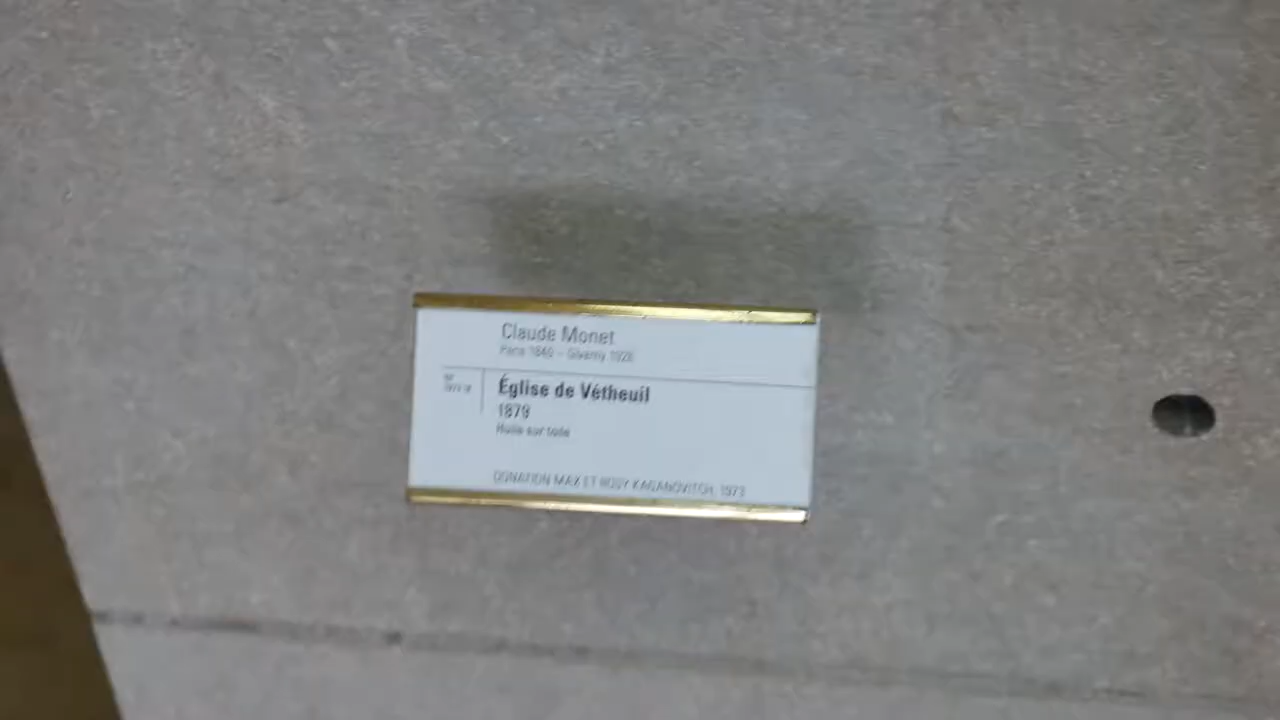 Claude Monet
Paris 1840 - Giverny 1926
Église de Vétheuil
1879
Huile sur toile
DONATION MAX ET ROSY KAGANOVITCH, 1973